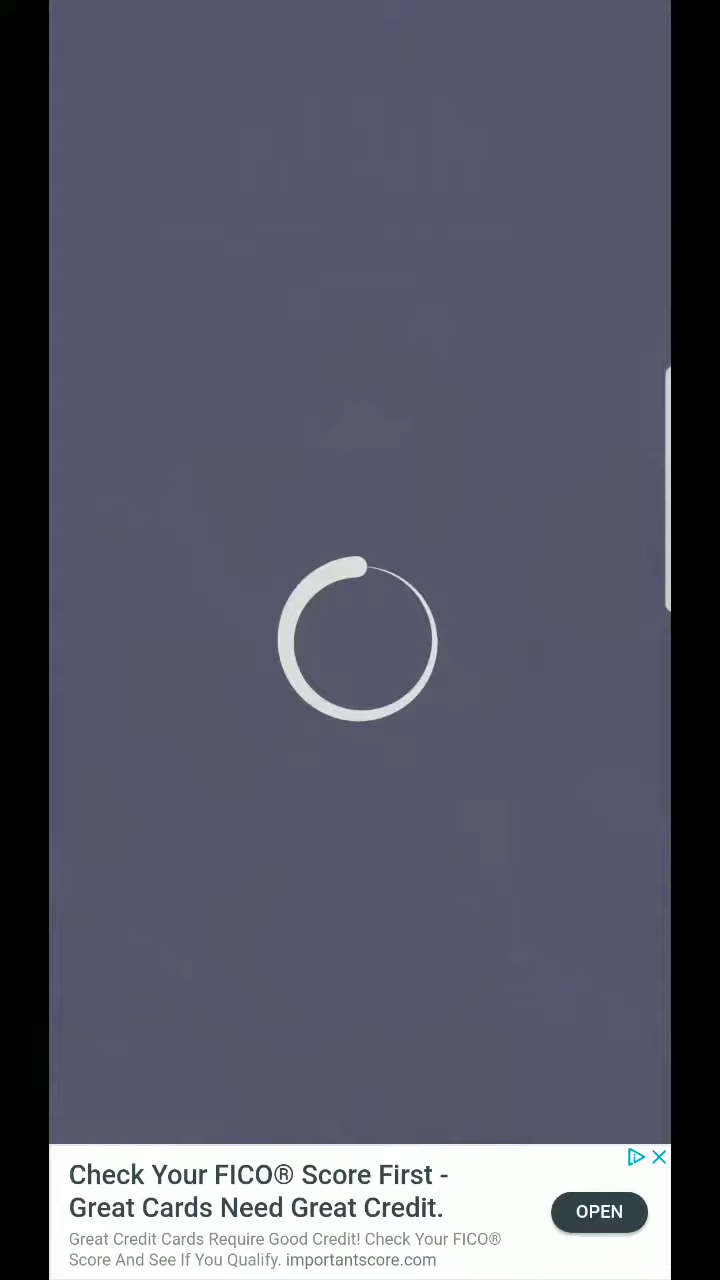 Check Your FICO® Score First -
Great Cards Need Great Credit.
Great Credit Cards Require Good Credit! Check Your FICO®
Score And See If You Qualify. importantscore.com
OPEN